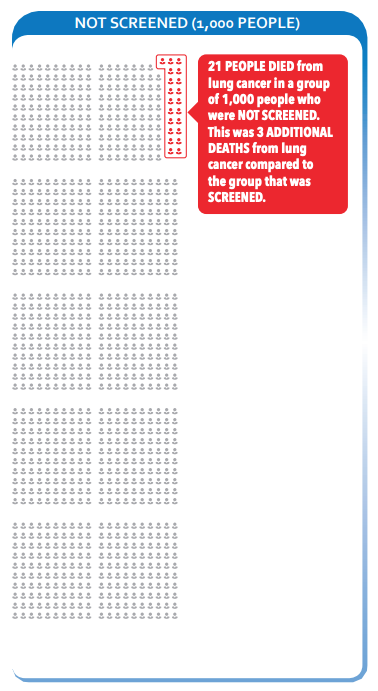 NOT SCREENED (1,000 PEOPLE)
21 PEOPLE DIED from
lung cancer in a group
of 1,000 people who
were NOT SCREENED.
This was 3 ADDITIONAL
DEATHS from lung
cancer compared to
the group that was
SCREENED.